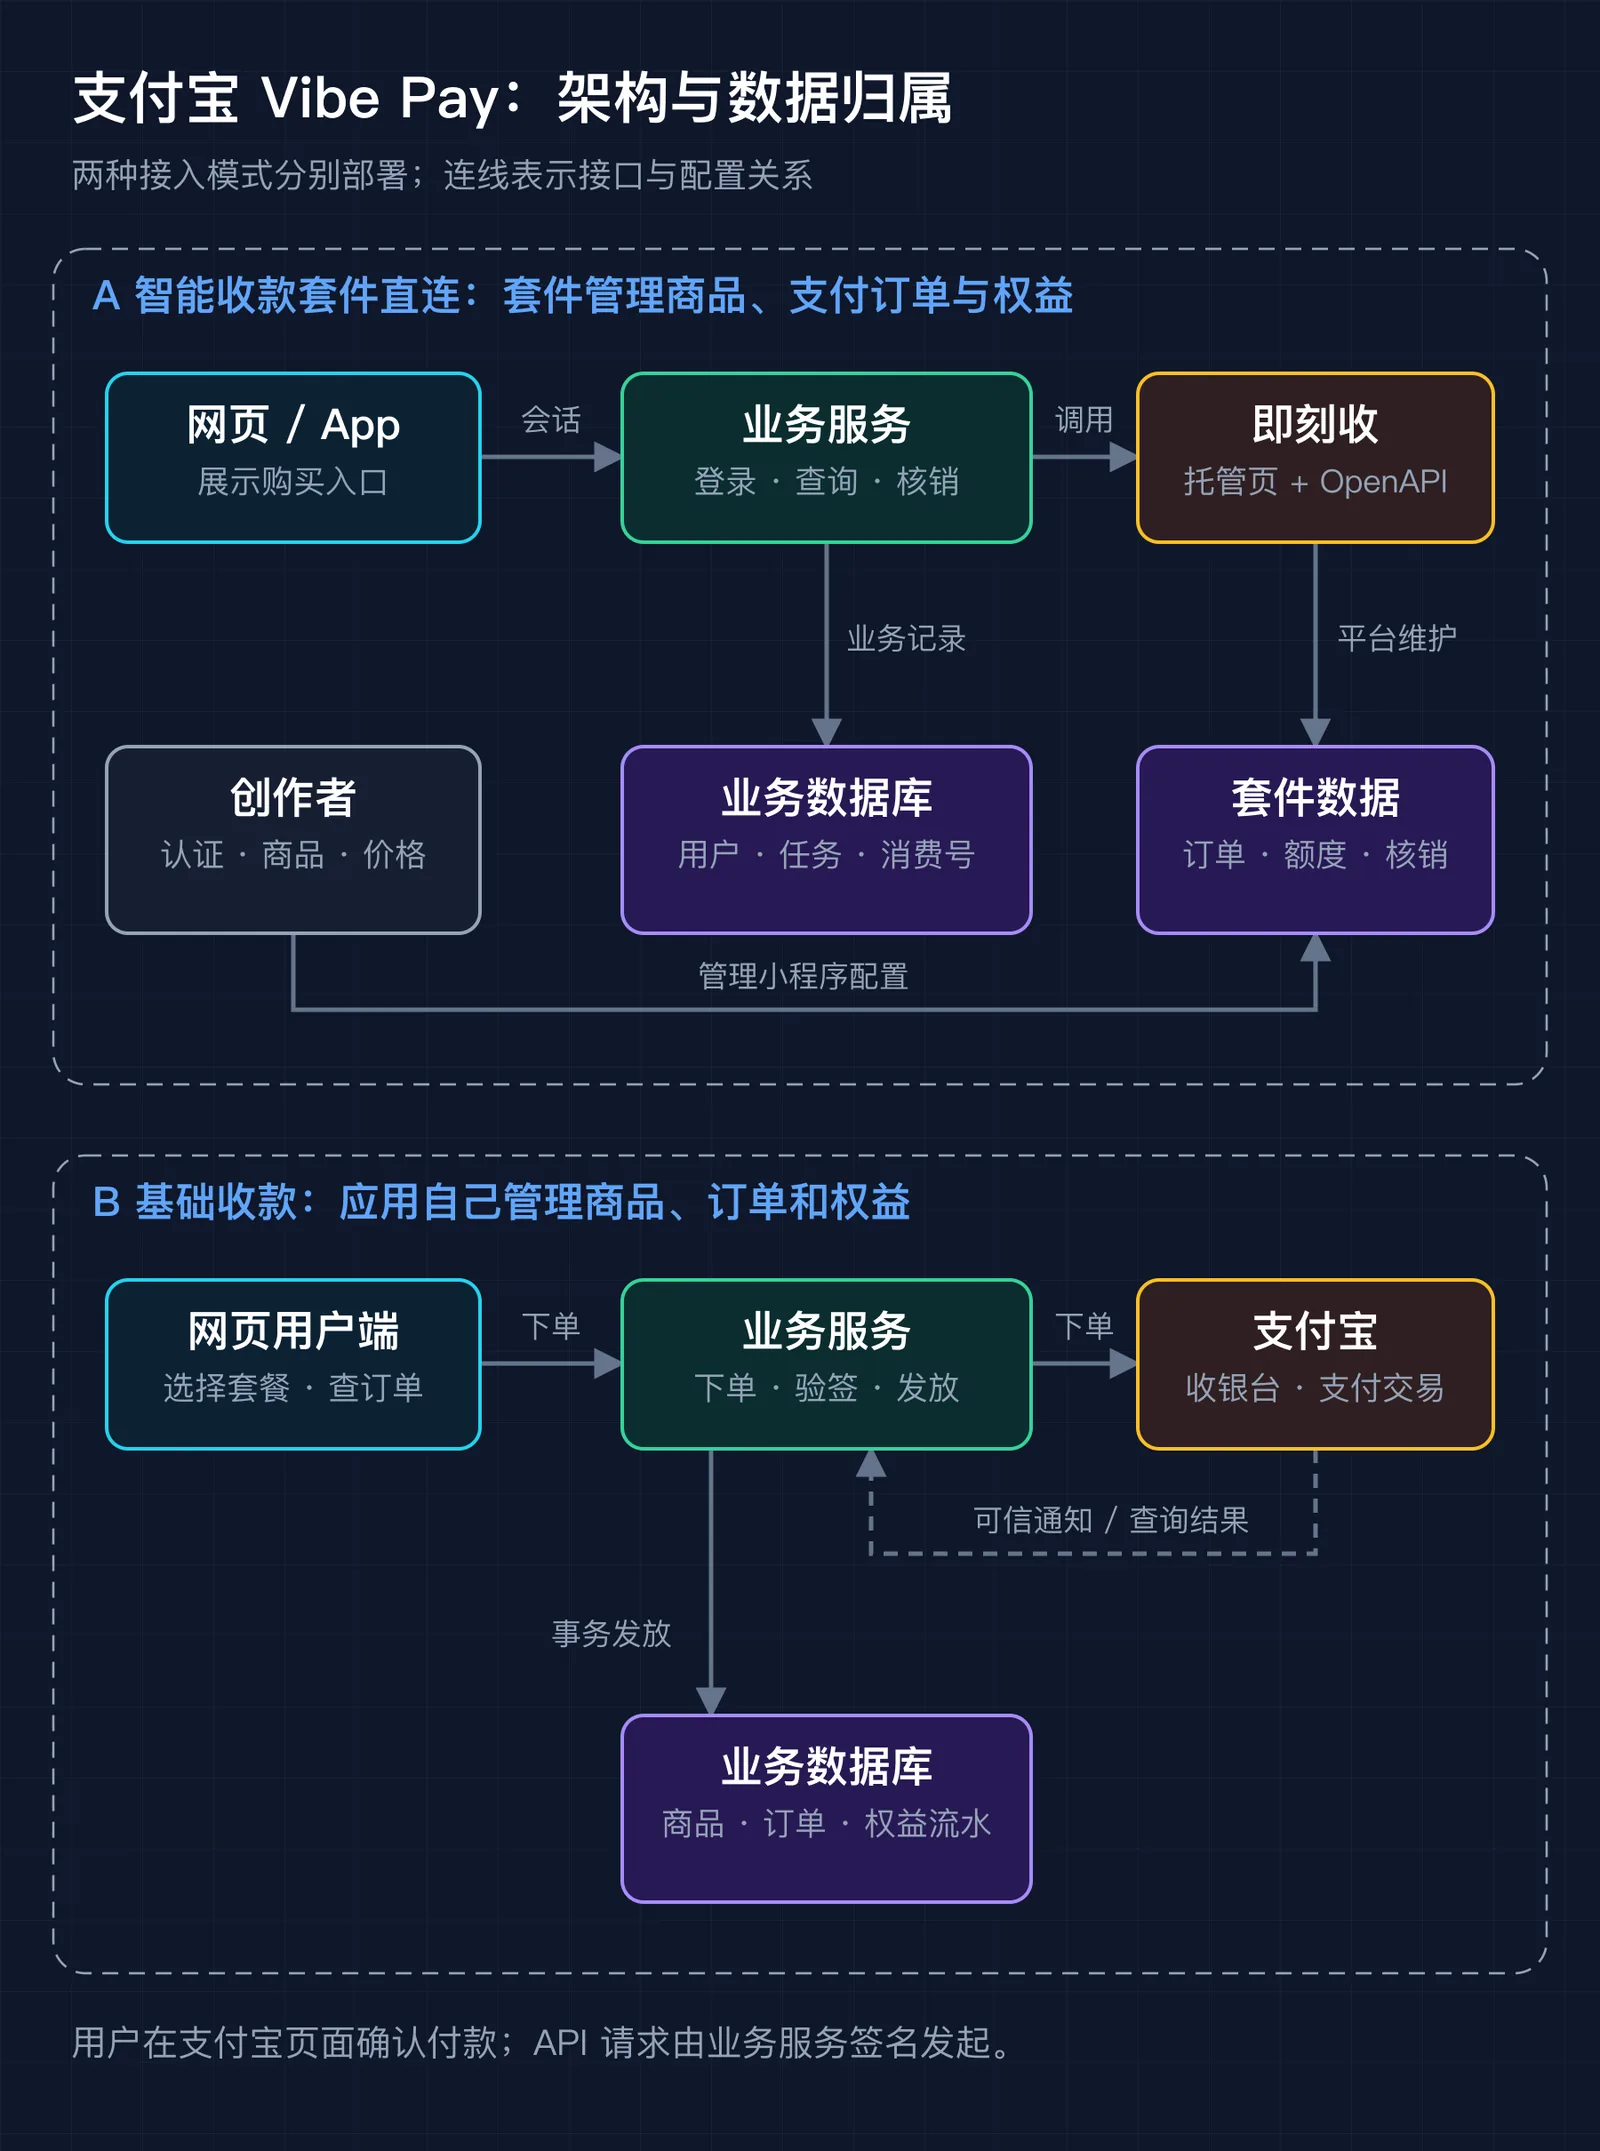 支付宝 Vibe Pay：架构与数据归属
两种接入模式分别部署；连线表示接口与配置关系
A 智能收款套件直连：套件管理商品、支付订单与权益
网页 / App
展示购买入口
会话
业务服务
登录 · 查询 · 核销
调用
即刻收
托管页 + OpenAPI
业务记录
平台维护
创作者
认证 · 商品 · 价格
业务数据库
用户 · 任务 · 消费号
套件数据
订单 · 额度 · 核销
管理小程序配置
B 基础收款：应用自己管理商品、订单和权益
网页用户端
选择套餐 · 查订单
下单
业务服务
下单 · 验签 · 发放
下单
支付宝
收银台 · 支付交易
可信通知 / 查询结果
事务发放
业务数据库
商品 · 订单 · 权益流水
用户在支付宝页面确认付款；API 请求由业务服务签名发起。